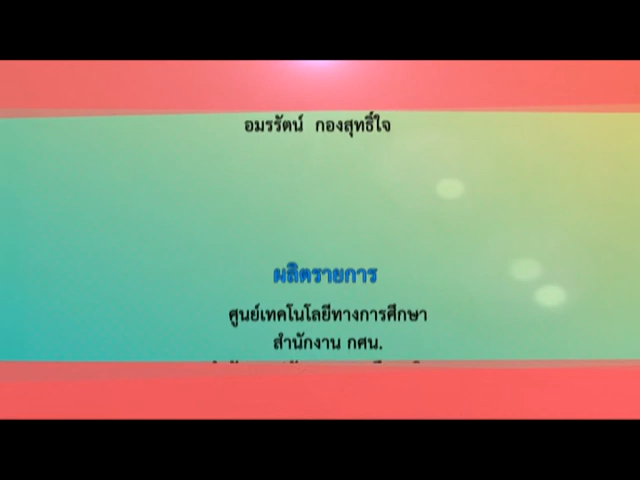 อมรรัตน์ กองสุทธิ์ใจ
ผลิตรายการ
ศูนย์เทคโนโลยีทางการศึกษา
สำนักงาน กศน.